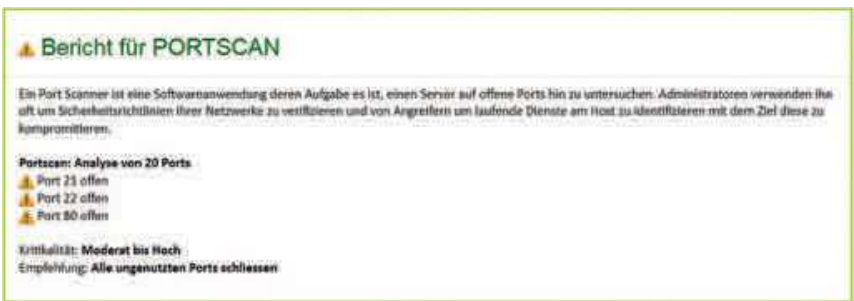 Bericht für PORTSCAN
Ein Port Scanner ist eine Softwareanwendung deren Aufgabe es ist, einen Server auf offene Ports hin zu untersuchen. Administratoren verwenden ihn
oft um Sicherheitsrichtlinien ihrer Netzwerke zu verifizieren und von Angreifern um laufende Dienste am Host zu identifizieren mit dem Ziel diese zu
kompromittieren.
Portscan: Analyse von 20 Ports
Port 21 offen
Port 22 offen
Port 80 offen
Kritikalität: Moderat bis Hoch
Empfehlung: Alle ungenutzten Ports schliessen